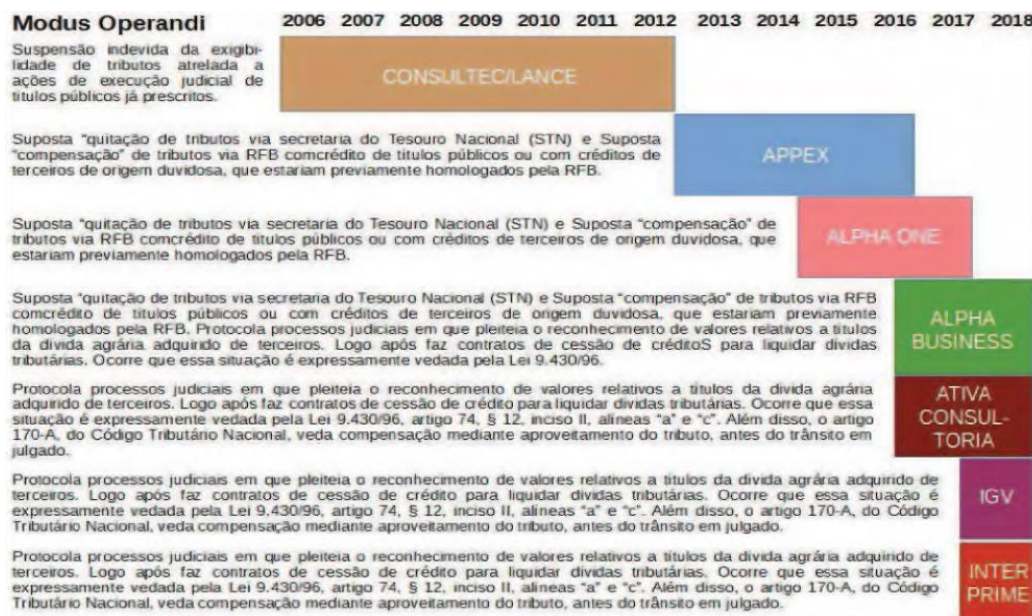 Modus Operandi 2006 2007 2008 2009 2010 2011 2012 2013 2014 2015 2016 2017 2018
Suspensão indevida da exigibi-
lidade de tributos atrelada a
ações de execução judicial de
titulos públicos já prescritos.
CONSULTEC/LANCE
Suposta "quitação de tributos via secretaria do Tesouro Nacional (STN) e Suposta
"compensação" de tributos via RFB comcrédito de titulos públicos ou com créditos de
terceiros de origem duvidosa, que estariam previamente homologados pela RFB.
APPEX
Suposta "quitação de tributos via secretaria do Tesouro Nacional (STN) e Suposta "compensação" de
tributos via RFB comcrédito de titulos públicos ou com créditos de terceiros de origem duvidosa, que
estariam previamente homologados pela RFB.
ALPHA ONE
Suposta "quitação de tributos via secretaria do Tesouro Nacional (STN) e Suposta "compensação" de tributos via RFB
comcrédito de titulos públicos ou com créditos de terceiros de origem duvidosa, que estariam previamente
homologados pela RFB. Protocola processos judiciais em que pleiteia o reconhecimento de valores relativos a titulos
da divida agrária adquirido de terceiros. Logo após faz contratos de cessão de créditoS para liquidar dividas
tributárias. Ocorre que essa situação é expressamente vedada pela Lei 9.430/96.
ALPHA
BUSINESS
Protocola processos judiciais em que pleiteia o reconhecimento de valores relativos a titulos da divida agrária
adquirido de terceiros. Logo após faz contratos de cessão de crédito para liquidar dividas tributárias. Ocorre que essa
situação é expressamente vedada pela Lei 9.430/96, artigo 74, § 12, inciso II, alineas "a" e "c". Além disso, o artigo
170-A, do Código Tributário Nacional, veda compensação mediante aproveitamento do tributo, antes do trânsito em
julgado.
ATIVA
CONSUL-
TORIA
Protocola processos judiciais em que pleiteia o reconhecimento de valores relativos a titulos da divida agrária adquirido de
terceiros. Logo após faz contratos de cessão de crédito para liquidar dividas tributárias. Ocorre que essa situação é
expressamente vedada pela Lei 9.430/96, artigo 74, § 12, inciso II, alineas "a" e "c". Além disso, o artigo 170-A, do Código
Tributário Nacional, veda compensação mediante aproveitamento do tributo, antes do trânsito em julgado.
IGV
Protocola processos judiciais em que pleiteia o reconhecimento de valores relativos a titulos da divida agrária adquirido de
terceiros. Logo após faz contratos de cessão de crédito para liquidar dividas tributárias. Ocorre que essa situação é
expressamente vedada pela Lei 9.430/96, artigo 74, § 12, inciso II, alineas "a" e "c". Além disso, o artigo 170-A, do Código
Tributário Nacional, veda compensação mediante aproveitamento do tributo, antes do trânsito em julgado.
INTER
PRIME